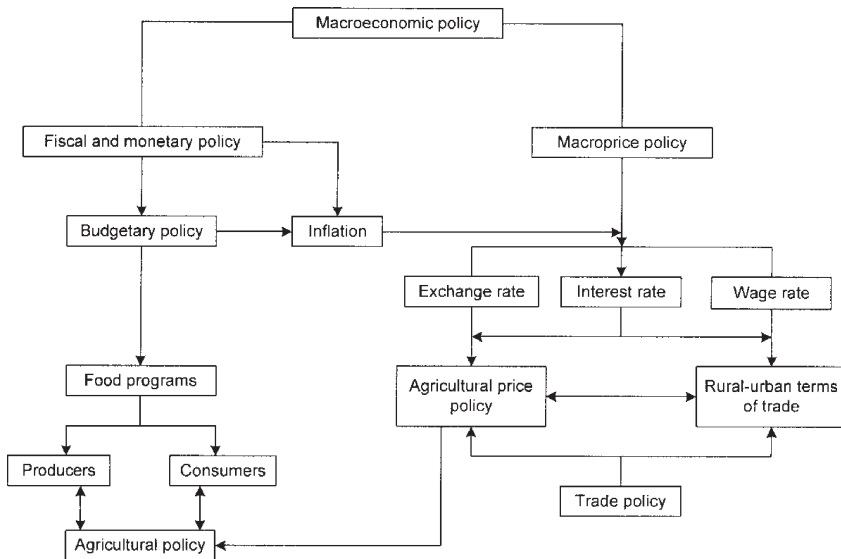 Macroeconomic policy
Fiscal and monetary policy
Macroprice policy
Budgetary policy
Inflation
Exchange rate
Interest rate
Wage rate
Food programs
Agricultural price
policy
Rural-urban terms
of trade
Producers
Consumers
Trade policy
Agricultural policy